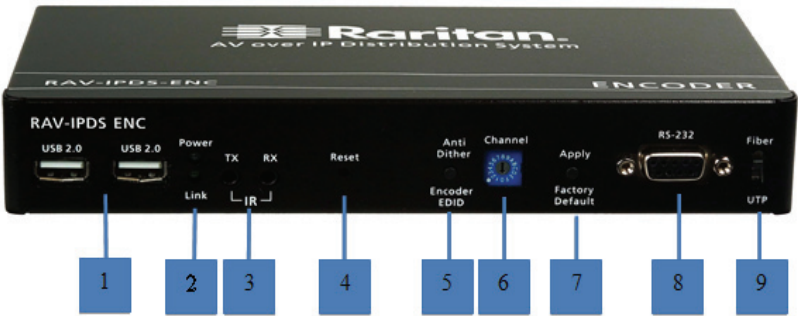 Raritan.
AV over IP Distribution System
RAV-IPDS-ENC
ENCODER
RAV-IPDS ENC
USB 2.0
USB 2.0
Power
Link
TX
RX
IR
Reset
Anti
Dither
Encoder
EDID
Channel
Apply
Factory
Default
RS-232
Fiber
UTP
1
2
3
4
5
6
7
8
9